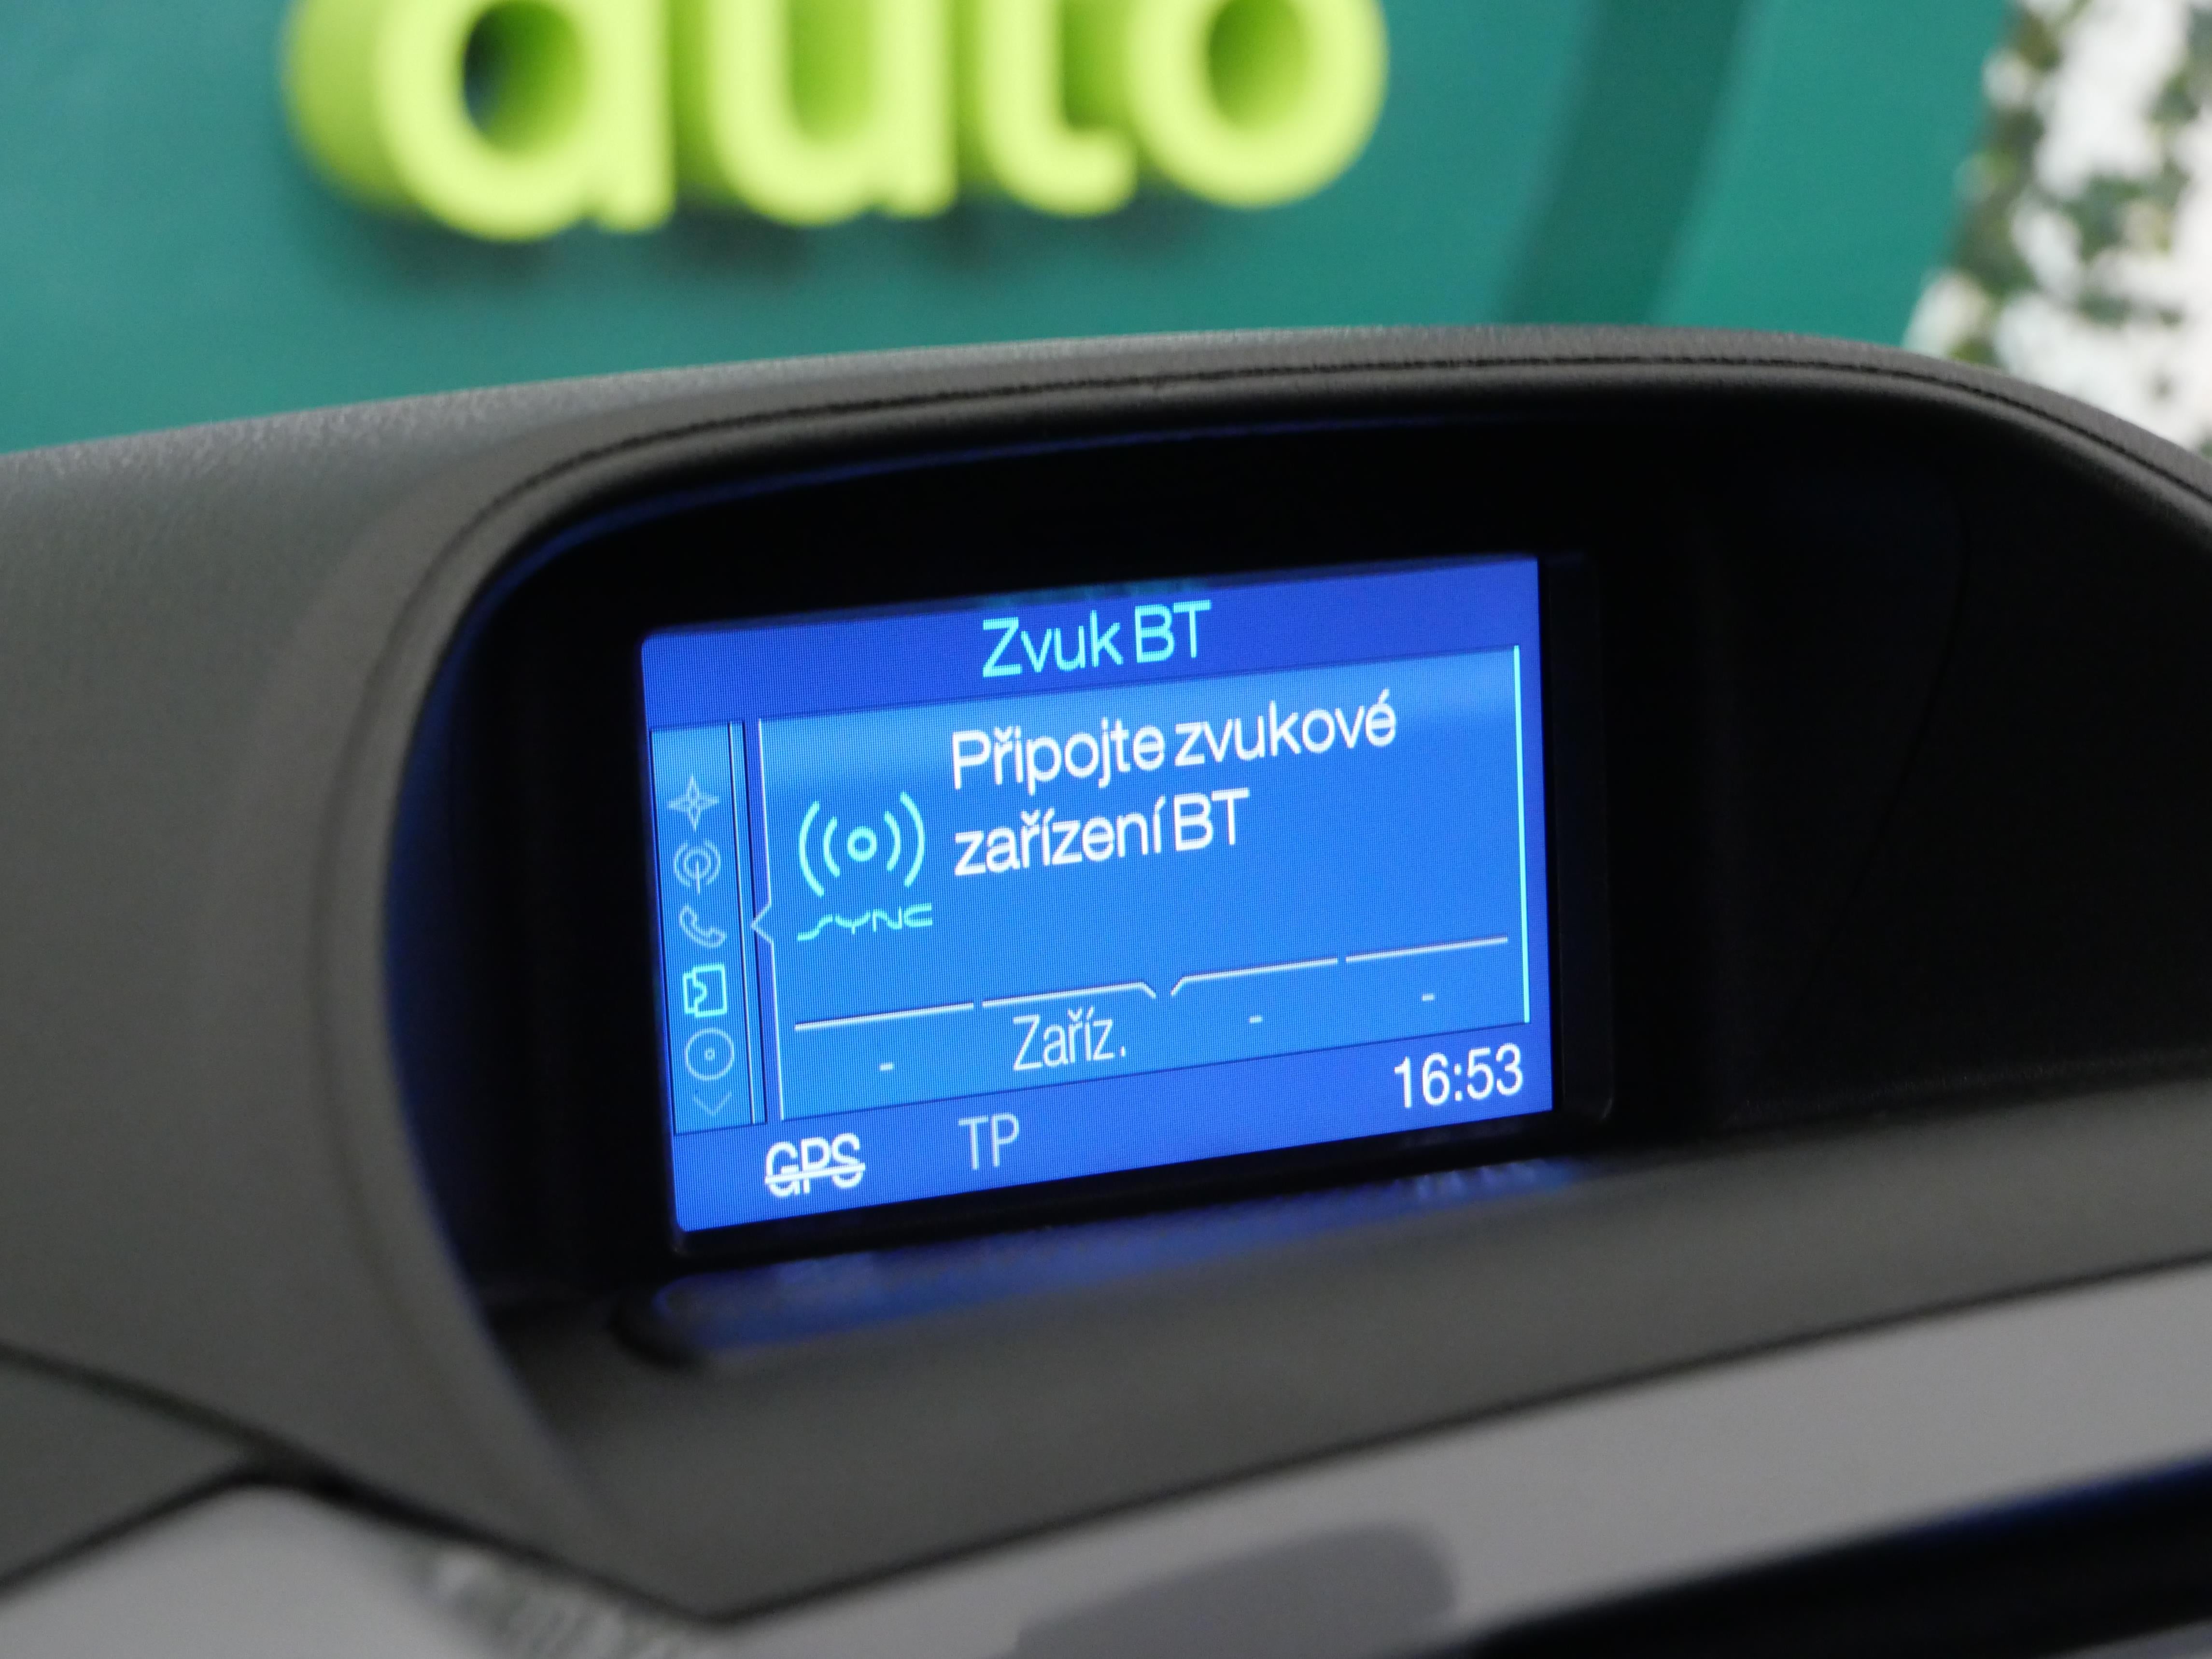 auto
Zvuk BT
Připojte zvukové
zařízení BT
SYNC
- Zaříz. - -
16:53
GPS TP